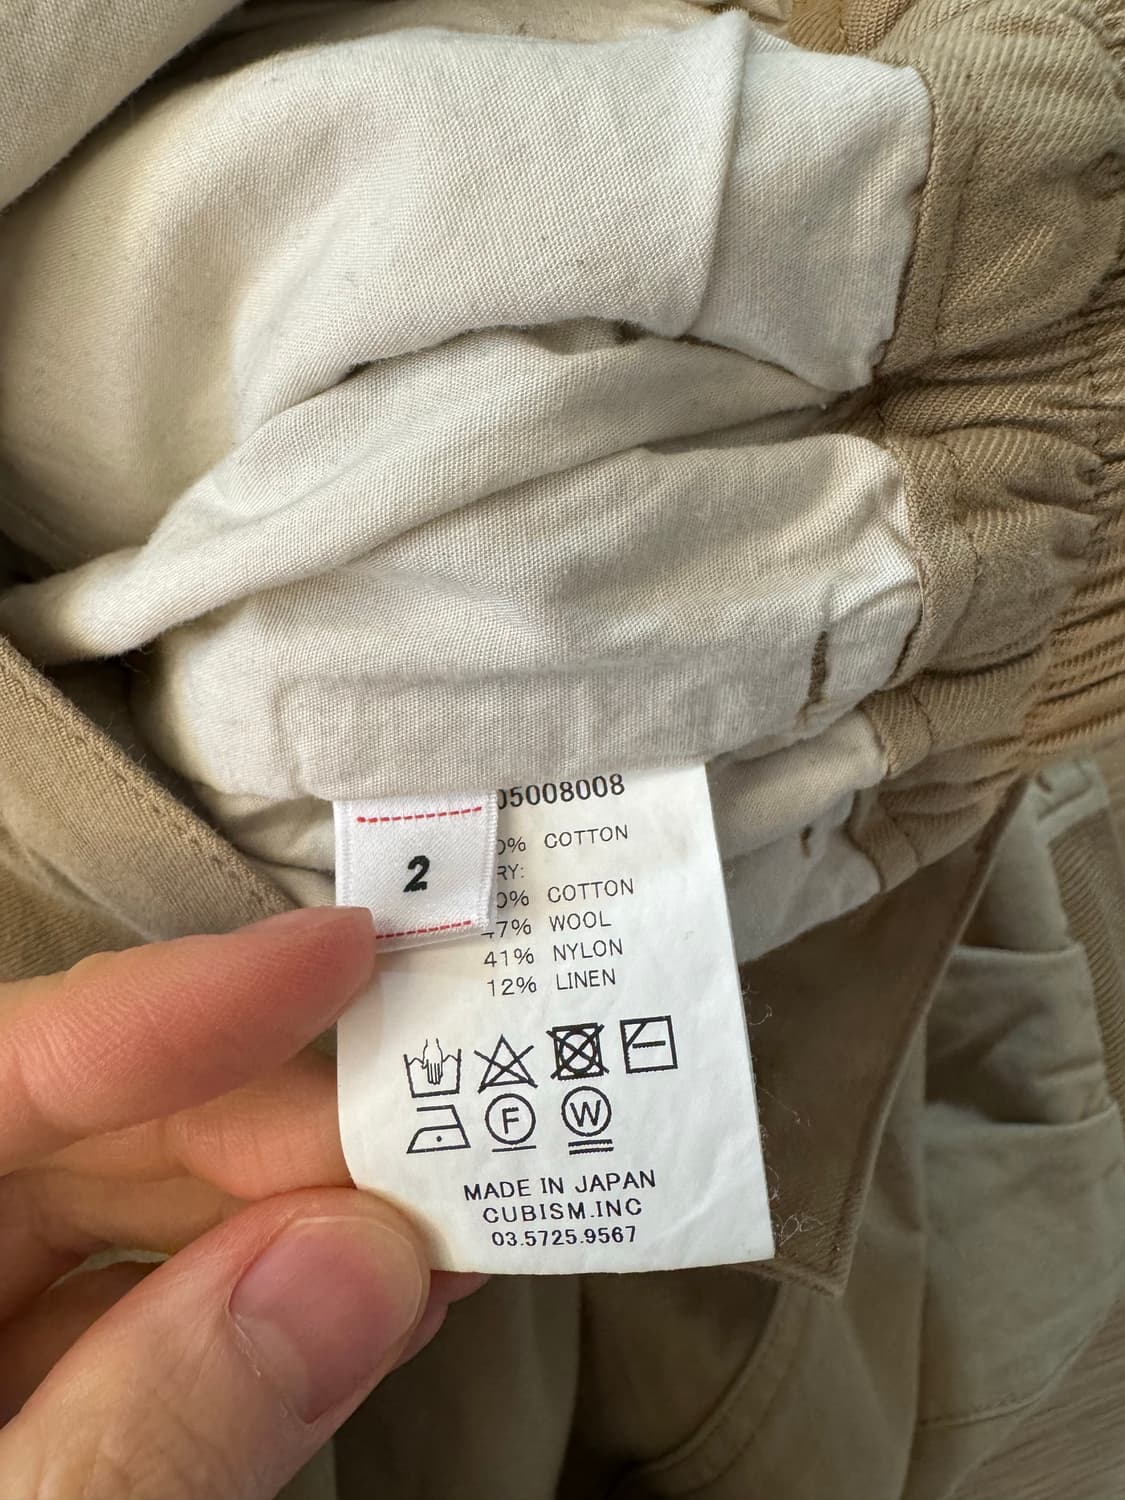 05008008
0% COTTON
RY:
0% COTTON
47% WOOL
41% NYLON
12% LINEN
2
F
W
MADE IN JAPAN
CUBISM.INC
03.5725.9567